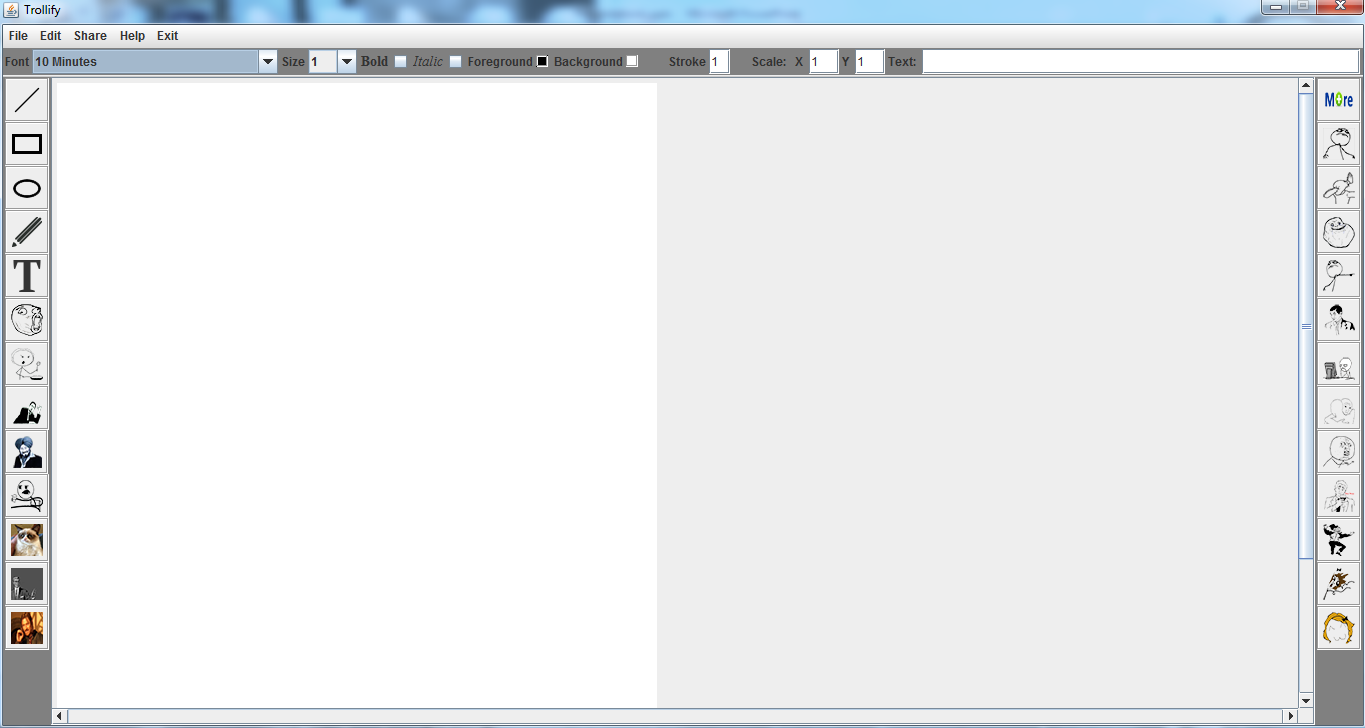 Trollify
File Edit Share Help Exit
Font 10 Minutes Size 1 Bold Italic Foreground Background Stroke 1 Scale: X 1 Y 1 Text:
More
T